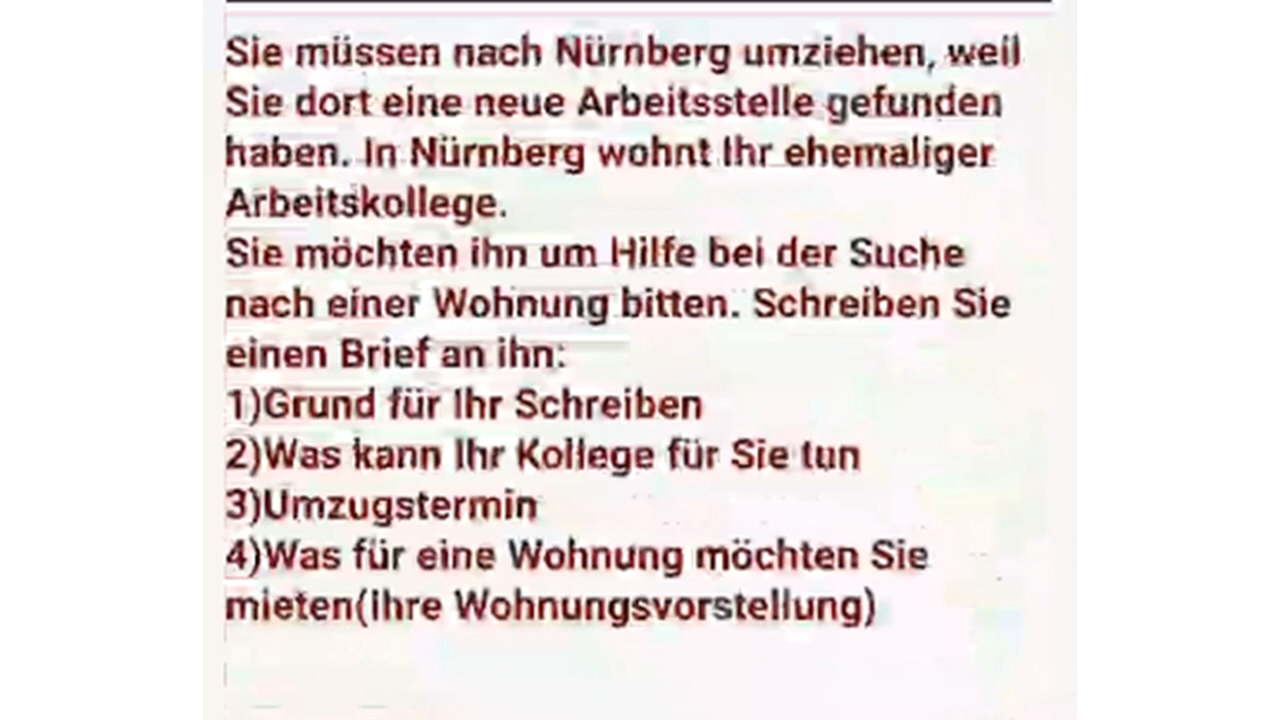 Sie müssen nach Nürnberg umziehen, weil
Sie dort eine neue Arbeitsstelle gefunden
haben. In Nürnberg wohnt Ihr ehemaliger
Arbeitskollege.
Sie möchten ihn um Hilfe bei der Suche
nach einer Wohnung bitten. Schreiben Sie
einen Brief an ihn:
1)Grund für Ihr Schreiben
2)Was kann Ihr Kollege für Sie tun
3)Umzugstermin
4)Was für eine Wohnung möchten Sie
mieten(Ihre Wohnungsvorstellung)